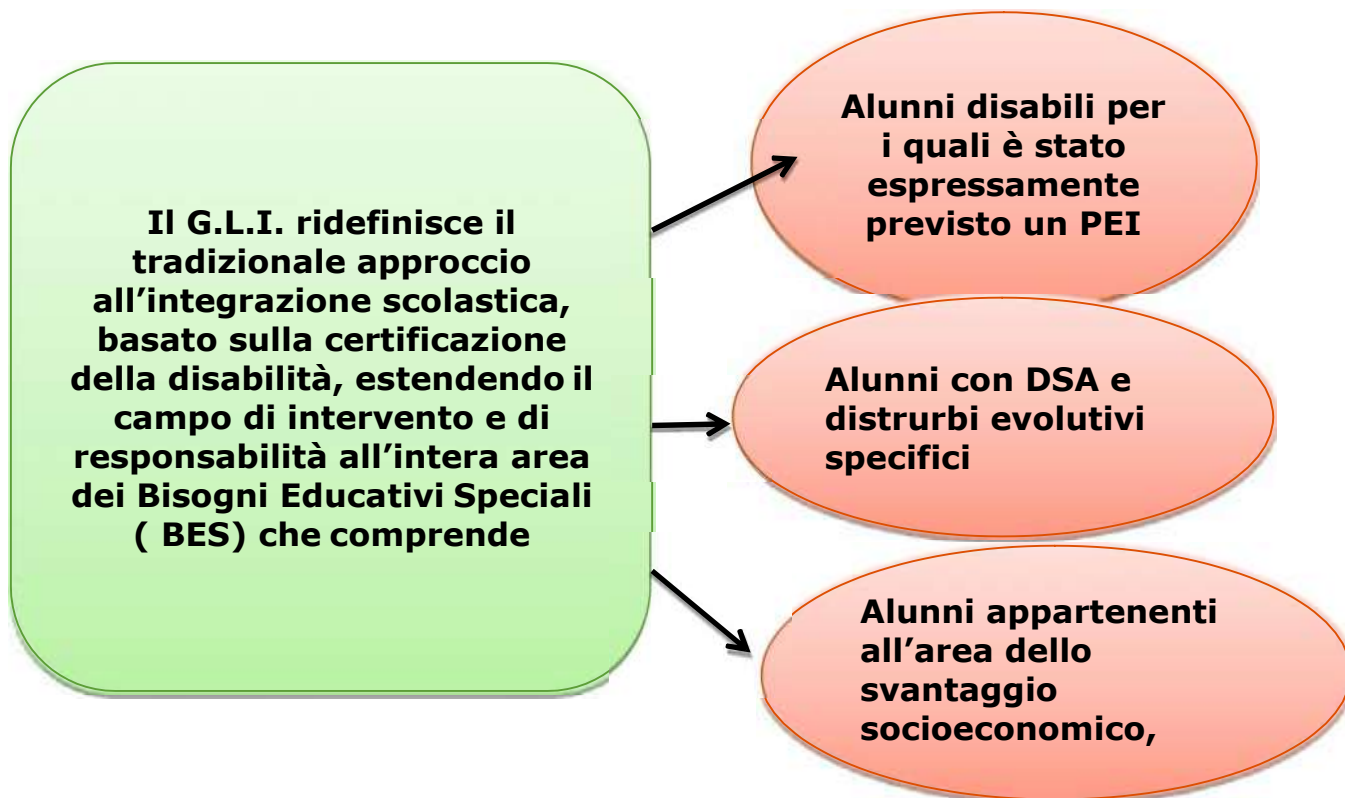 Il G.L.I. ridefinisce il
tradizionale approccio
all’integrazione scolastica,
basato sulla certificazione
della disabilità, estendendo il
campo di intervento e di
responsabilità all’intera area
dei Bisogni Educativi Speciali
( BES) che comprende
Alunni disabili per
i quali è stato
espressamente
previsto un PEI
Alunni con DSA e
distrurbi evolutivi
specifici
Alunni appartenenti
all’area dello
svantaggio
socioeconomico,